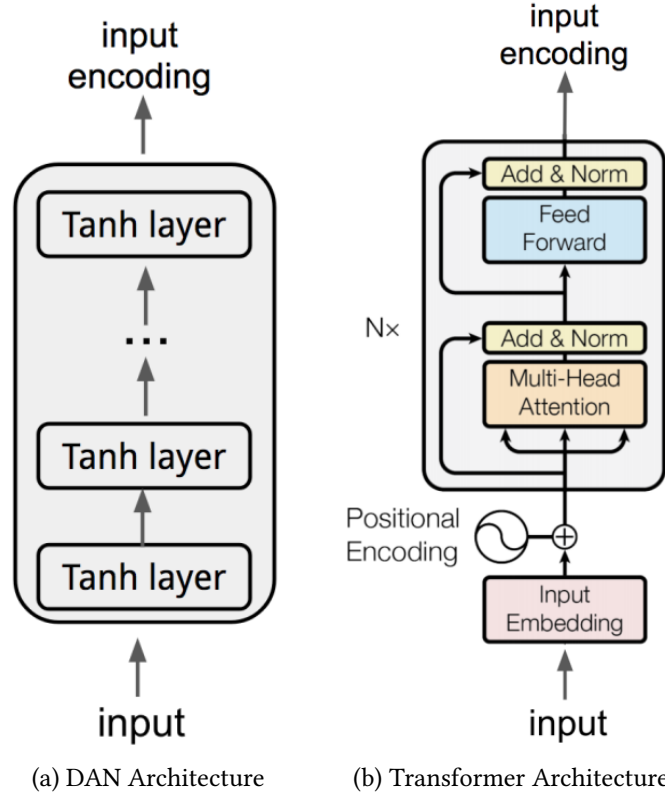 input
encoding
Tanh layer
...
Tanh layer
Tanh layer
input
(a) DAN Architecture
input
encoding
Add & Norm
Feed
Forward
N×
Add & Norm
Multi-Head
Attention
Positional
Encoding
Input
Embedding
input
(b) Transformer Architecture